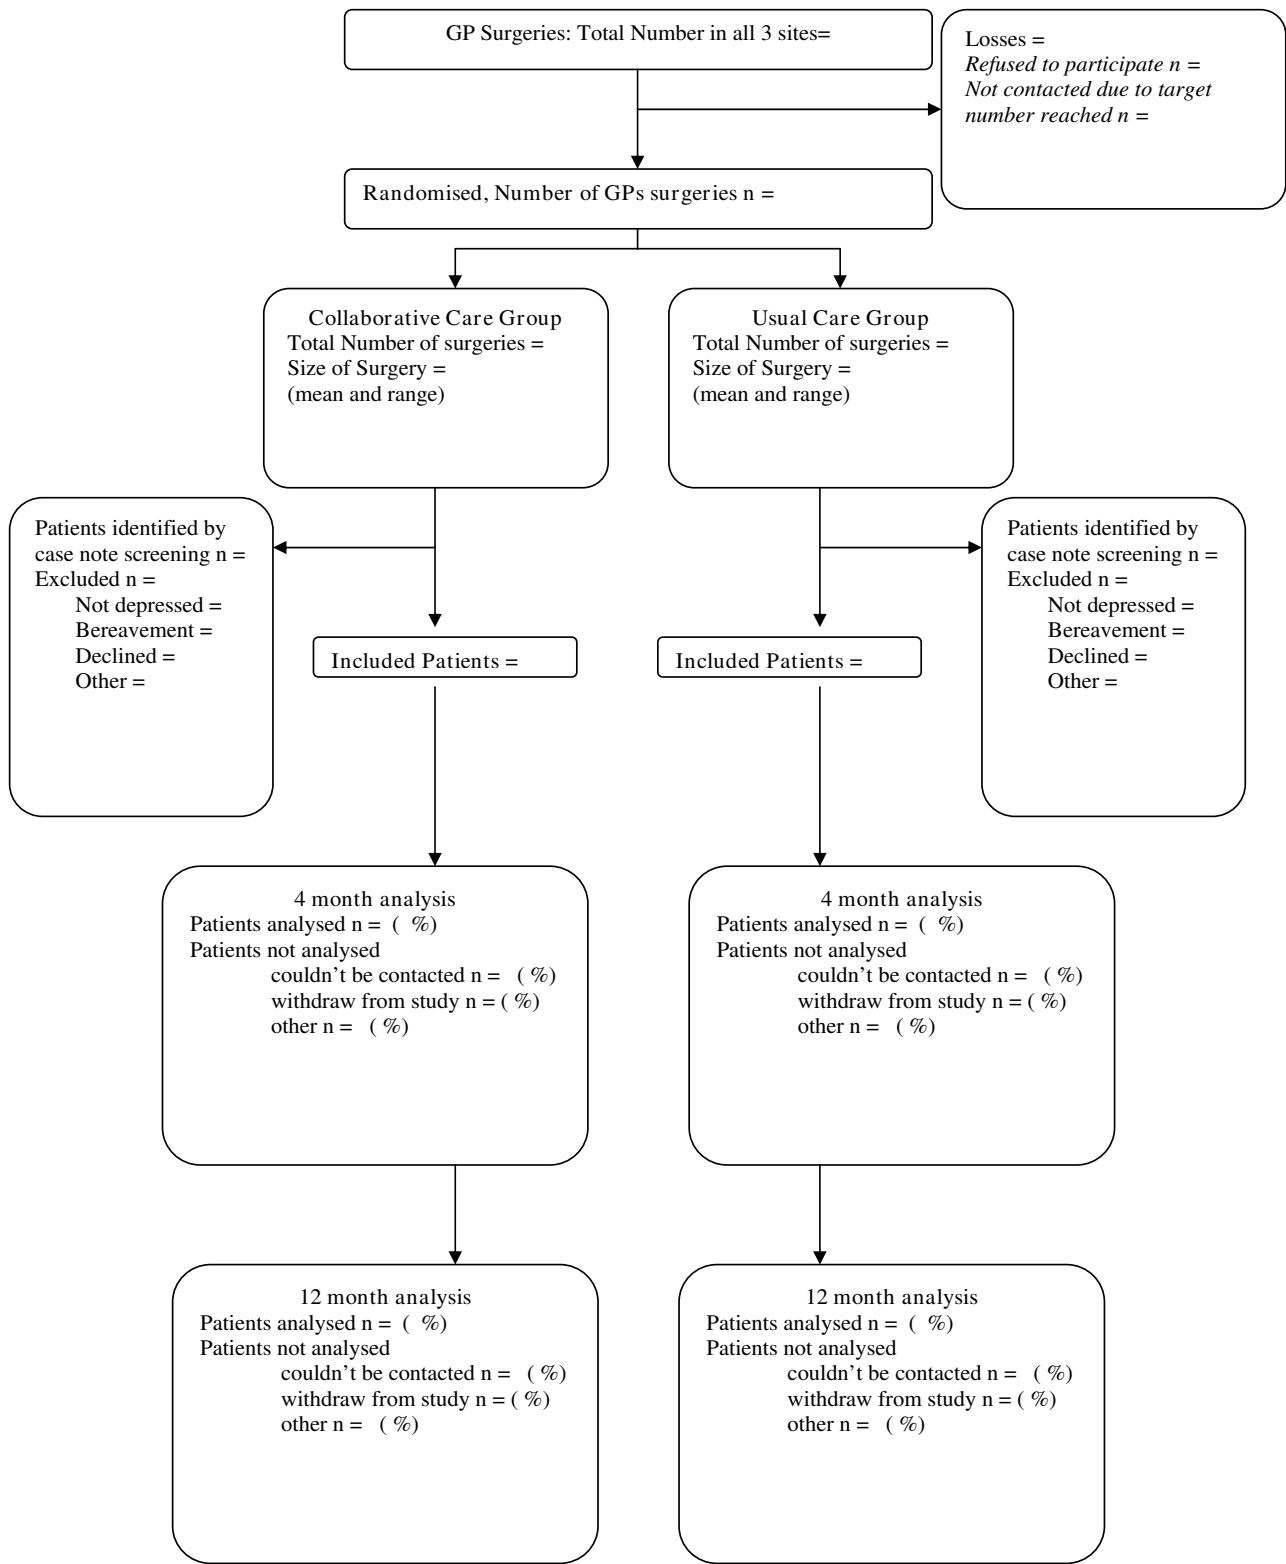 GP Surgeries: Total Number in all 3 sites=
Losses =
Refused to participate n =
Not contacted due to target
number reached n =
Randomised, Number of GPs surgeries n =
Collaborative Care Group
Total Number of surgeries =
Size of Surgery =
(mean and range)
Usual Care Group
Total Number of surgeries =
Size of Surgery =
(mean and range)
Patients identified by
case note screening n =
Excluded n =
Not depressed =
Bereavement =
Declined =
Other =
Included Patients =
Included Patients =
Patients identified by
case note screening n =
Excluded n =
Not depressed =
Bereavement =
Declined =
Other =
4 month analysis
Patients analysed n = ( %)
Patients not analysed
couldn't be contacted n = ( %)
withdraw from study n = ( %)
other n = ( %)
4 month analysis
Patients analysed n = ( %)
Patients not analysed
couldn't be contacted n = ( %)
withdraw from study n = ( %)
other n = ( %)
12 month analysis
Patients analysed n = ( %)
Patients not analysed
couldn't be contacted n = ( %)
withdraw from study n = ( %)
other n = ( %)
12 month analysis
Patients analysed n = ( %)
Patients not analysed
couldn't be contacted n = ( %)
withdraw from study n = ( %)
other n = ( %)